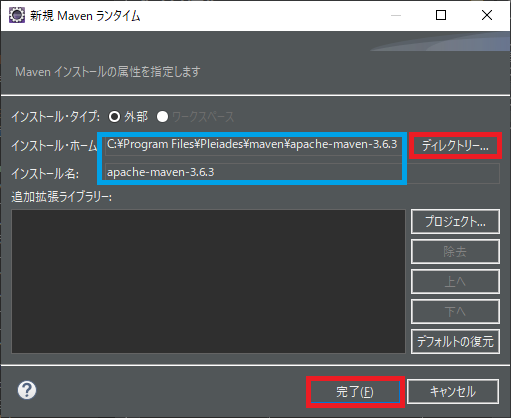 新規 Maven ランタイム
Maven インストールの属性を指定します
インストール・タイプ: 外部 ワークスペース
インストール・ホーム: C:¥Program Files¥Pleiades¥maven¥apache-maven-3.6.3 ディレクトリー...
インストール名: apache-maven-3.6.3
追加拡張ライブラリー:
プロジェクト...
除去
上へ
下へ
デフォルトの復元
? 完了(F) キャンセル